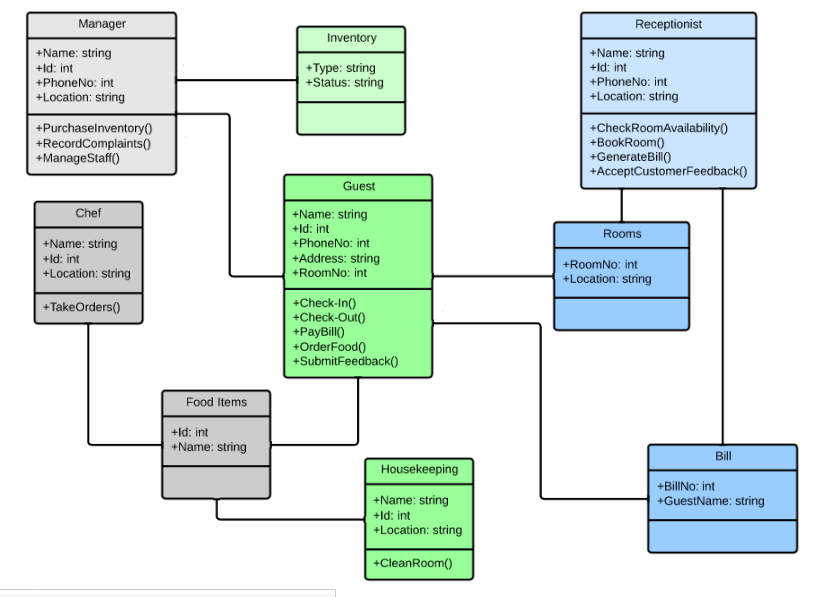 Manager
+Name: string
+Id: int
+PhoneNo: int
+Location: string
+PurchaseInventory()
+RecordComplaints()
+ManageStaff()
Inventory
+Type: string
+Status: string
Receptionist
+Name: string
+Id: int
+PhoneNo: int
+Location: string
+CheckRoomAvailability()
+BookRoom()
+GenerateBill()
+AcceptCustomerFeedback()
Chef
+Name: string
+Id: int
+Location: string
+TakeOrders()
Guest
+Name: string
+Id: int
+PhoneNo: int
+Address: string
+RoomNo: int
+Check-In()
+Check-Out()
+PayBill()
+OrderFood()
+SubmitFeedback()
Rooms
+RoomNo: int
+Location: string
Food Items
+Id: int
+Name: string
Housekeeping
+Name: string
+Id: int
+Location: string
+CleanRoom()
Bill
+BillNo: int
+GuestName: string